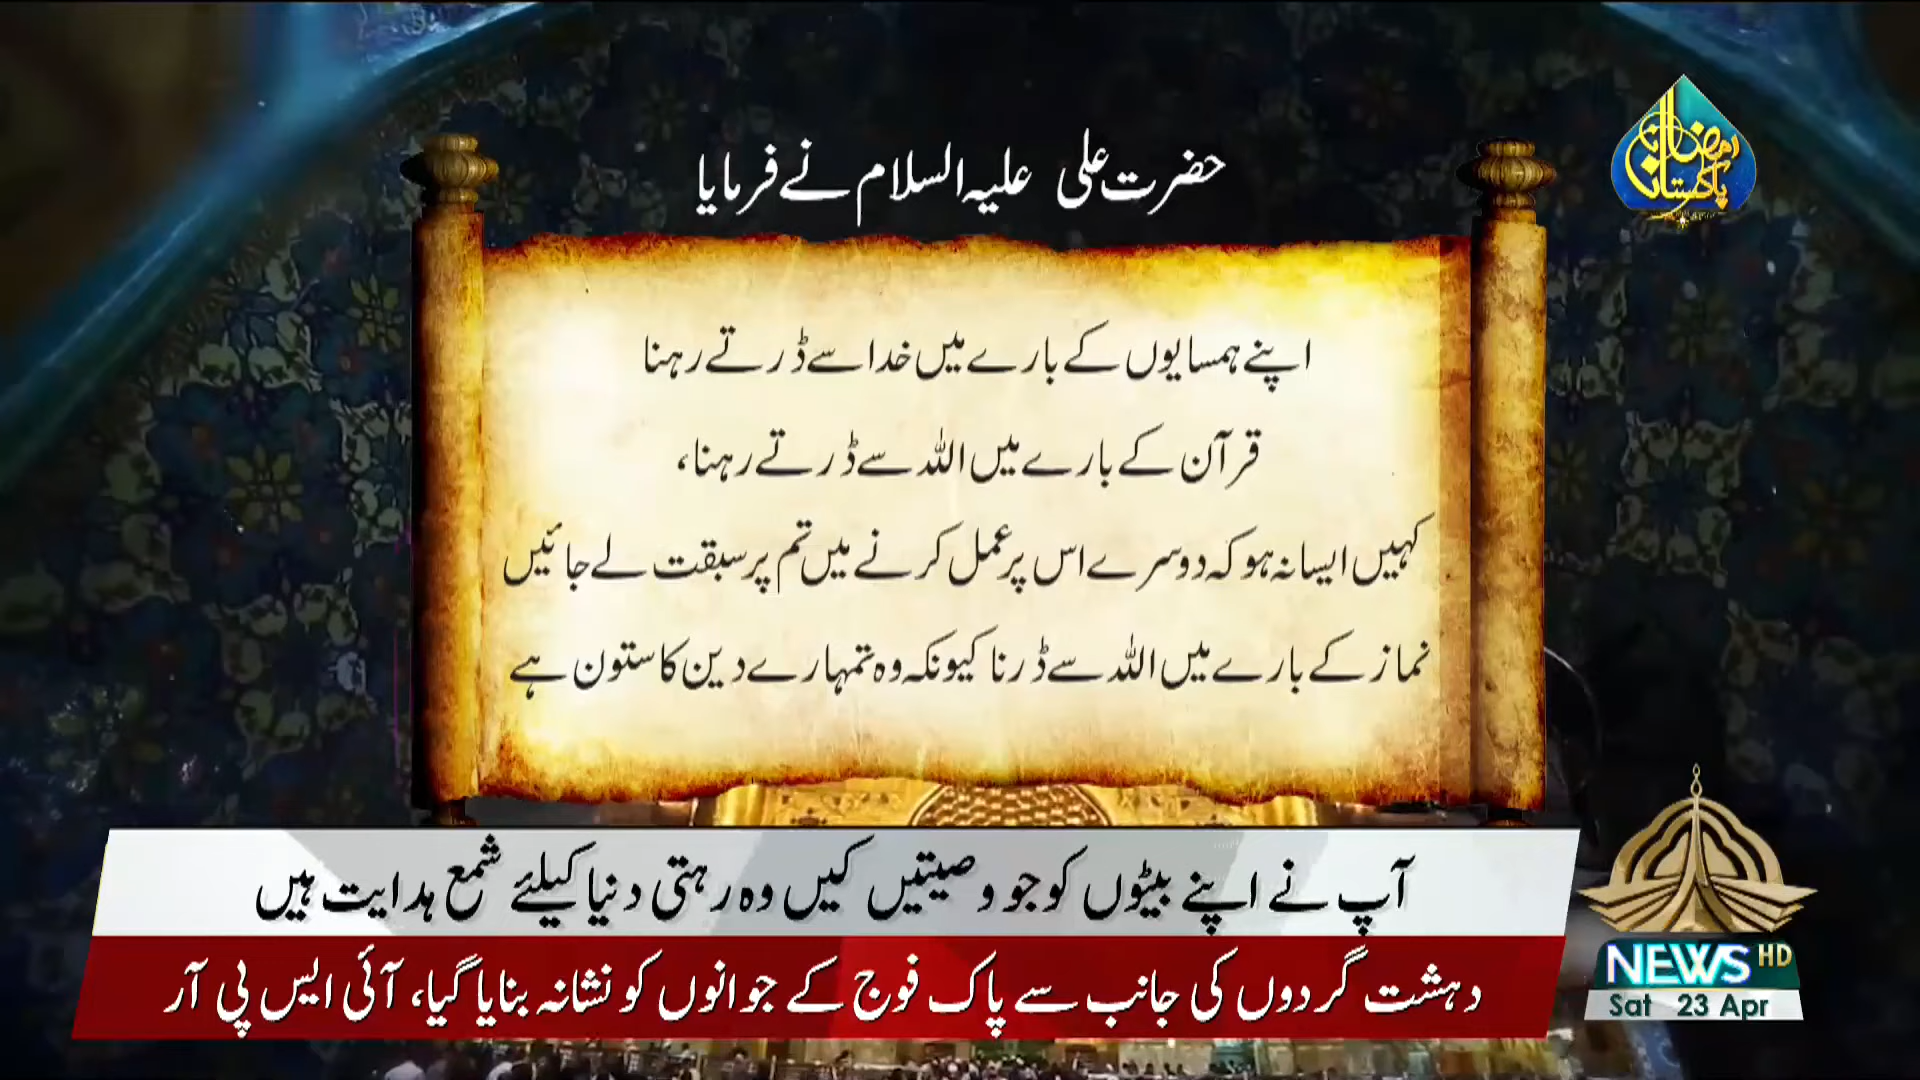 حضرت علی علیہ السلام نے فرمایا
رمضان
پاکستان
اپنے ہمسایوں کے بارے میں خدا سے ڈرتے رہنا
قرآن کے بارے میں اللہ سے ڈرتے رہنا،
کہیں ایسا نہ ہو کہ دوسرے اس پر عمل کرنے میں تم پر سبقت لے جائیں
نماز کے بارے میں اللہ سے ڈرنا کیونکہ وہ تمہارے دین کا ستون ہے
آپ نے اپنے بیٹوں کو جو وصیتیں کیں وہ رہتی دنیا کیلئے شمع ہدایت ہیں
دہشت گردوں کی جانب سے پاک فوج کے جوانوں کو نشانہ بنایا گیا، آئی ایس پی آر
NEWS HD
Sat 23 Apr